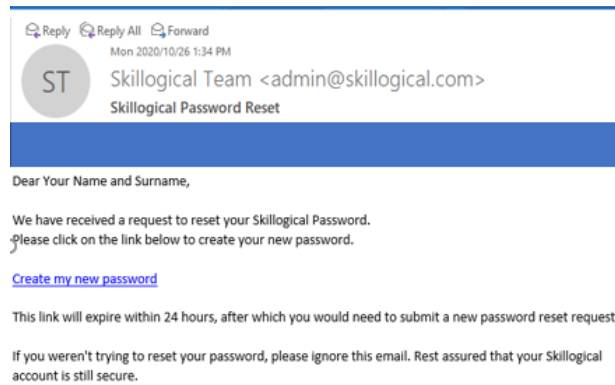 Reply Reply All Forward
Mon 2020/10/26 1:34 PM
ST
Skillogical Team <admin@skillogical.com>
Skillogical Password Reset
Dear Your Name and Surname,
We have received a request to reset your Skillogical Password.
Please click on the link below to create your new password.
Create my new password
This link will expire within 24 hours, after which you would need to submit a new password reset request
If you weren't trying to reset your password, please ignore this email. Rest assured that your Skillogical
account is still secure.